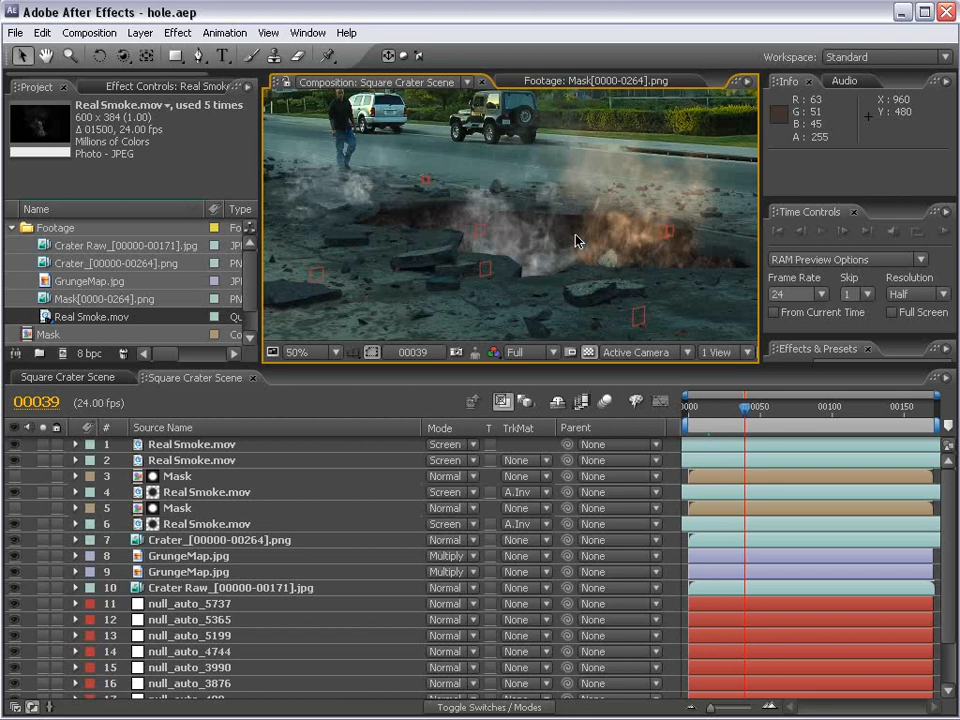 Adobe After Effects - hole.aep
File Edit Composition Layer Effect Animation View Window Help
Workspace: Standard
Project Effect Controls: Real Smok
Composition: Square Crater Scene
Footage: Mask[0000-0264].png
Info Audio
Real Smoke.mov, used 5 times
600 x 384 (1.00)
Δ 01500, 24.00 fps
Millions of Colors
Photo - JPEG
R: 63
G: 51
B: 45
A: 255
X: 960
Y: 480
Name Type
Footage Fo
Crater Raw_[00000-00171].jpg JP
Crater_[00000-00264].png PN
GrungeMap.jpg JP
Mask[0000-0264].png PN
Real Smoke.mov Qu
Mask Co
8 bpc
50% 00039 Full Active Camera 1 View
Time Controls
RAM Preview Options
Frame Rate Skip Resolution
24 1 Half
From Current Time Full Screen
Effects & Presets
Square Crater Scene Square Crater Scene
00039 (24.00 fps)
0000 00050 00100 00150
# Source Name Mode T TrkMat Parent
1 Real Smoke.mov Screen None
2 Real Smoke.mov Screen None None
3 Mask Normal None None
4 Real Smoke.mov Screen A.Inv None
5 Mask Normal None None
6 Real Smoke.mov Screen A.Inv None
7 Crater_[00000-00264].png Normal None None
8 GrungeMap.jpg Multiply None None
9 GrungeMap.jpg Multiply None None
10 Crater Raw_[00000-00171].jpg Normal None None
11 null_auto_5737 Normal None None
12 null_auto_5365 Normal None None
13 null_auto_5199 Normal None None
14 null_auto_4744 Normal None None
15 null_auto_3990 Normal None None
16 null_auto_3876 Normal None None
Toggle Switches / Modes